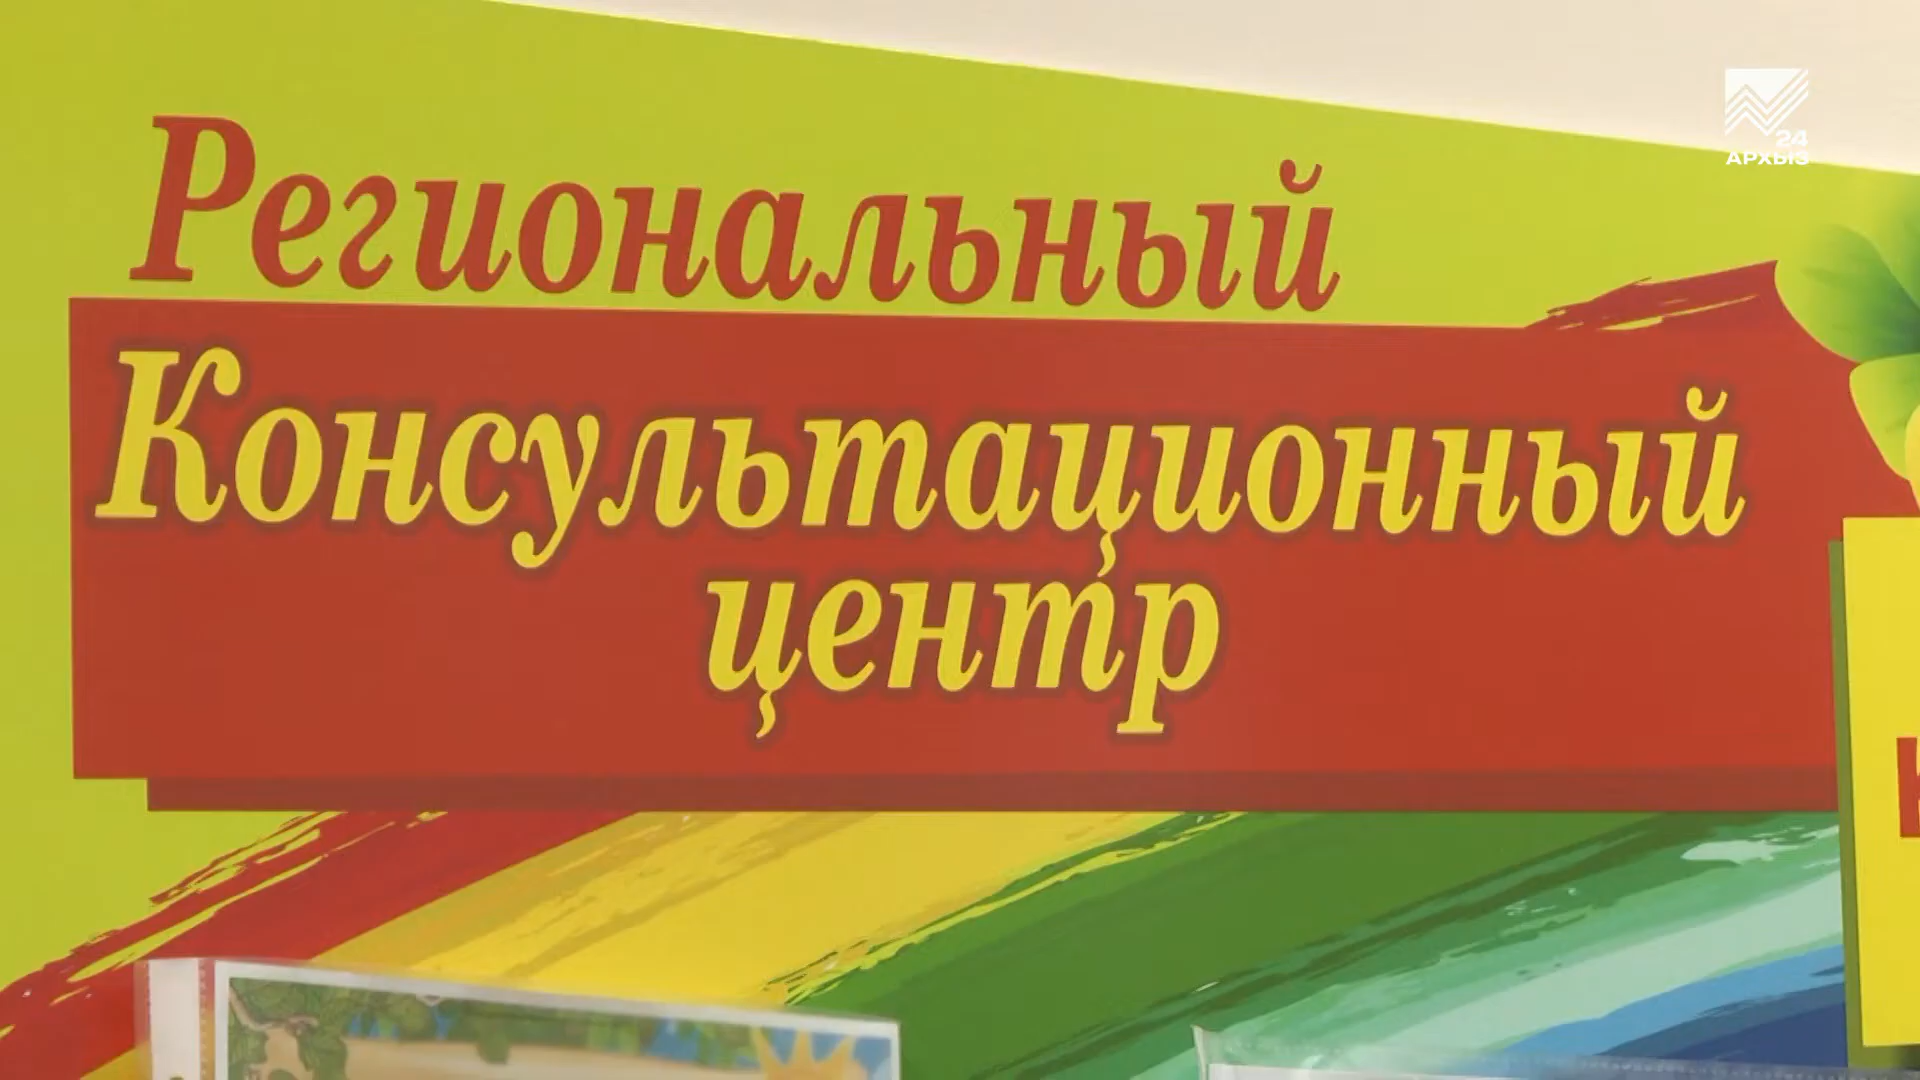 Региональный
Консультационный
центр
24
АРХЫЗ